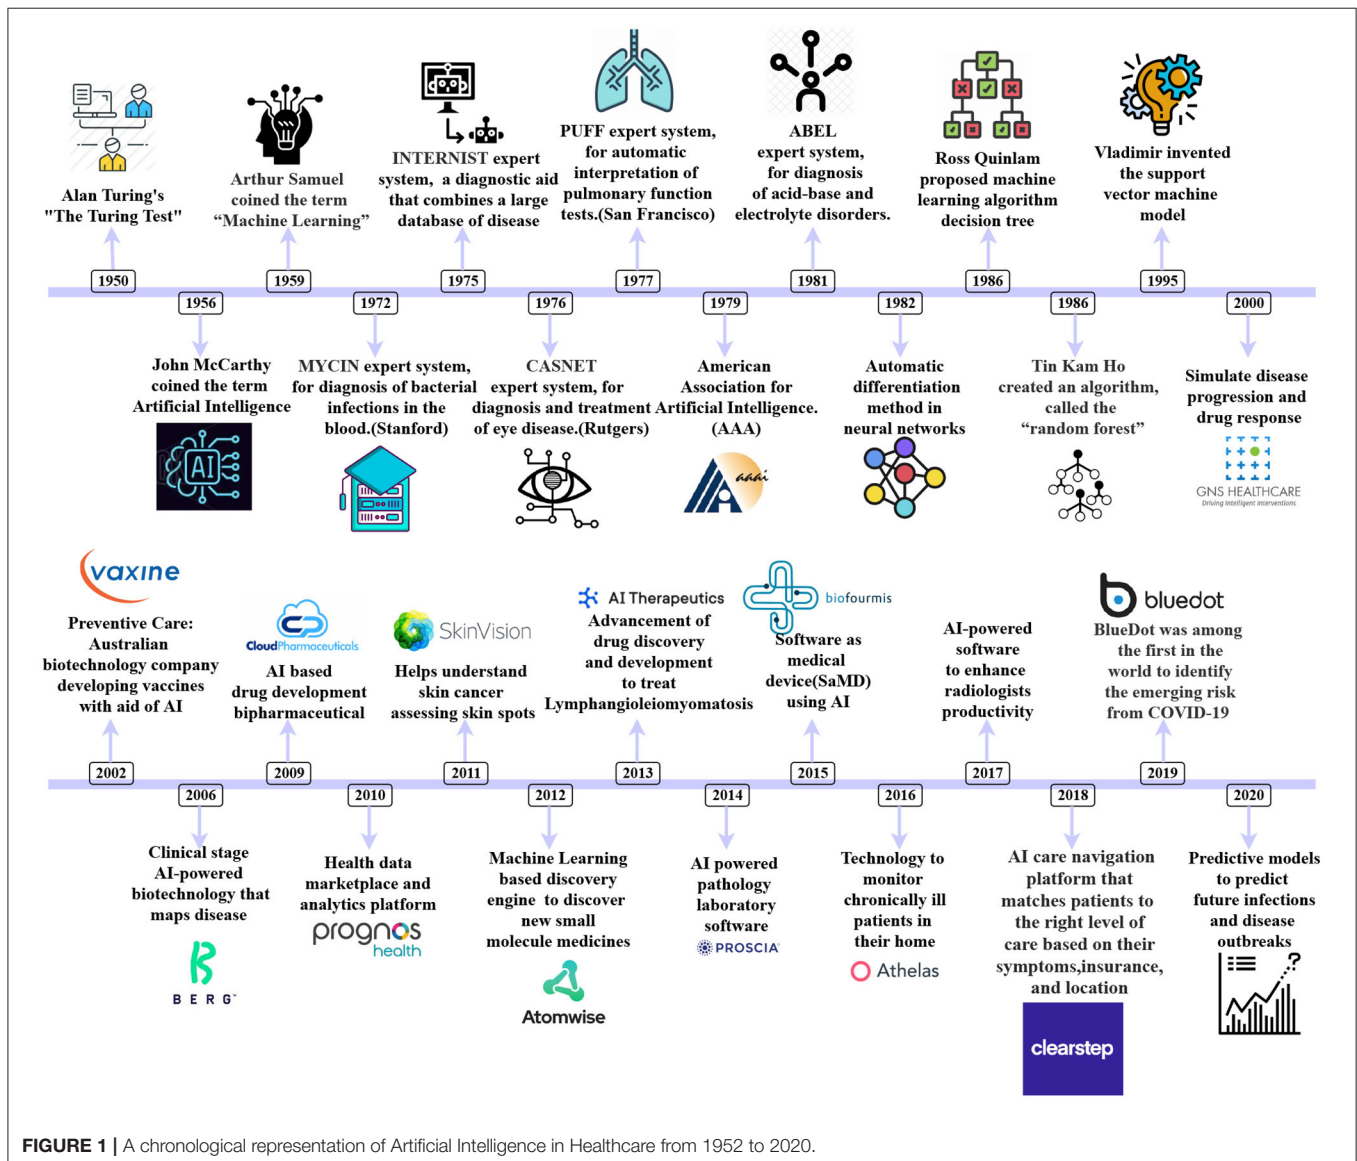 Alan Turing's
"The Turing Test"
1950
Arthur Samuel
coined the term
“Machine Learning”
1959
INTERNIST expert
system, a diagnostic aid
that combines a large
database of disease
1975
PUFF expert system,
for automatic
interpretation of
pulmonary function
tests.(San Francisco)
1977
ABEL
expert system,
for diagnosis
of acid-base and
electrolyte disorders.
1981
Ross Quinlam
proposed machine
learning algorithm
decision tree
1986
Vladimir invented
the support
vector machine
model
1995
1956
John McCarthy
coined the term
Artificial Intelligence
AI
1972
MYCIN expert system,
for diagnosis of bacterial
infections in the
blood.(Stanford)
1976
CASNET
expert system, for
diagnosis and treatment
of eye disease.(Rutgers)
1979
American
Association for
Artificial Intelligence.
(AAA)
aaai
1982
Automatic
differentiation
method in
neural networks
1986
Tin Kam Ho
created an algorithm,
called the
“random forest”
2000
Simulate disease
progression and
drug response
GNS HEALTHCARE
Driving Intelligent Interventions
vaxine
Preventive Care:
Australian
biotechnology company
developing vaccines
with aid of AI
2002
CloudPharmaceuticals
AI based
drug development
bipharmaceutical
2009
SkinVision
Helps understand
skin cancer
assessing skin spots
2011
AI Therapeutics
Advancement of
drug discovery
and development
to treat
Lymphangioleiomyomatosis
2013
biofourmis
Software as
medical
device(SaMD)
using AI
2015
AI-powered
software
to enhance
radiologists
productivity
2017
bluedot
BlueDot was among
the first in the
world to identify
the emerging risk
from COVID-19
2019
2006
Clinical stage
AI-powered
biotechnology that
maps disease
BERG™
2010
Health data
marketplace and
analytics platform
prognos
health
2012
Machine Learning
based discovery
engine to discover
new small
molecule medicines
Atomwise
2014
AI powered
pathology
laboratory
software
PROSCIA
2016
Technology to
monitor
chronically ill
patients in
their home
Athelas
2018
AI care navigation
platform that
matches patients to
the right level of
care based on their
symptoms,insurance,
and location
clearstep
2020
Predictive models
to predict
future infections
and disease
outbreaks
?
FIGURE 1 | A chronological representation of Artificial Intelligence in Healthcare from 1952 to 2020.